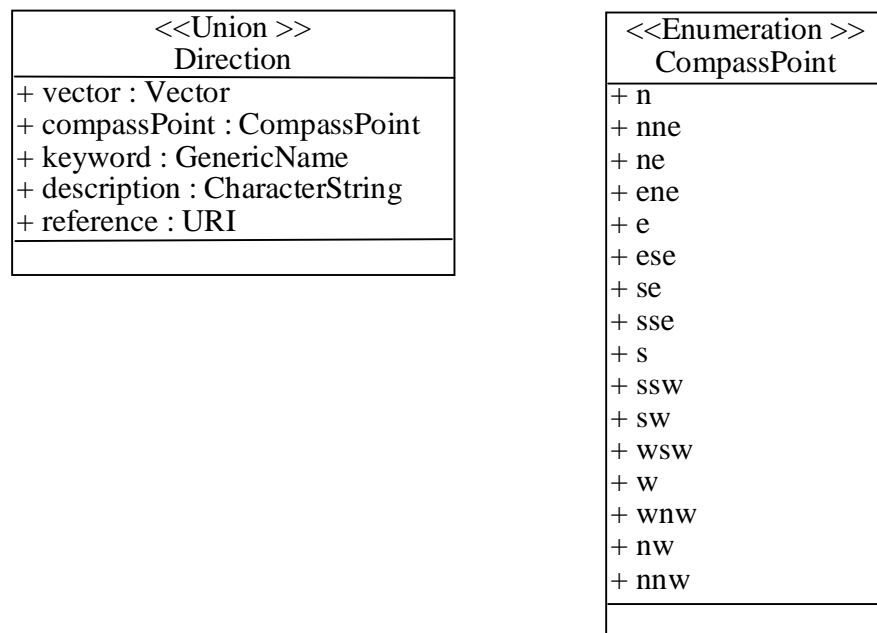 <<Union >>
Direction
+ vector : Vector
+ compassPoint : CompassPoint
+ keyword : GenericName
+ description : CharacterString
+ reference : URI
<<Enumeration >>
CompassPoint
+ n
+ nne
+ ne
+ ene
+ e
+ ese
+ se
+ sse
+ s
+ ssw
+ sw
+ wsw
+ w
+ wnw
+ nw
+ nnw